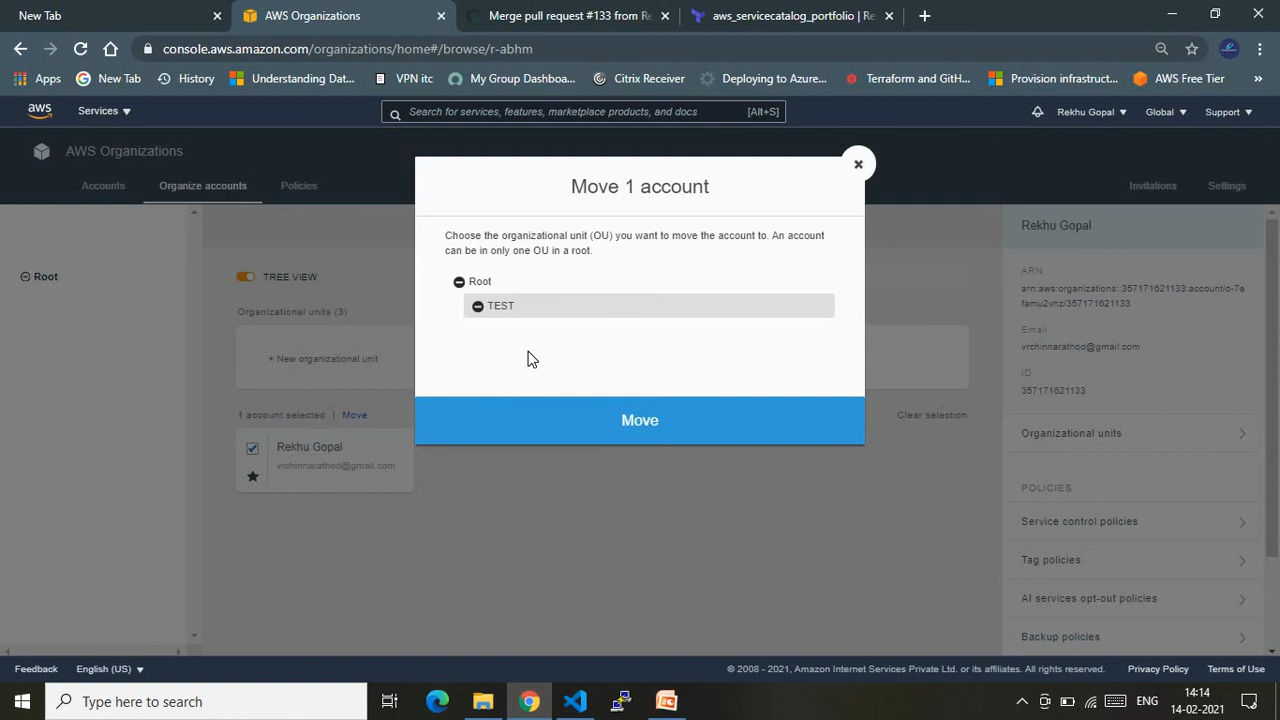 New Tab
AWS Organizations
Merge pull request #133 from Re
aws_servicecatalog_portfolio | Re
console.aws.amazon.com/organizations/home#/browse/r-abhm
Apps
New Tab
History
Understanding Dat...
VPN itc
My Group Dashboa...
Citrix Receiver
Deploying to Azure...
Terraform and GitH...
Provision infrastruct...
AWS Free Tier
»
aws
Services
Search for services, features, marketplace products, and docs
[Alt+S]
Rekhu Gopal
Global
Support
AWS Organizations
Accounts
Organize accounts
Policies
Invitations
Settings
Root
TREE VIEW
Organizational units (3)
+ New organizational unit
1 account selected | Move
Clear selection
Rekhu Gopal
vrchinnarathod@gmail.com
Move 1 account
Choose the organizational unit (OU) you want to move the account to. An account
can be in only one OU in a root.
Root
TEST
Move
Rekhu Gopal
ARN
arn:aws:organizations::357171621133:account/o-7e
famu2vnz/357171621133
Email
vrchinnarathod@gmail.com
ID
357171621133
Organizational units
POLICIES
Service control policies
Tag policies
AI services opt-out policies
Backup policies
Feedback
English (US)
© 2008 - 2021, Amazon Internet Services Private Ltd. or its affiliates. All rights reserved.
Privacy Policy
Terms of Use
Type here to search
ENG
14:14
14-02-2021